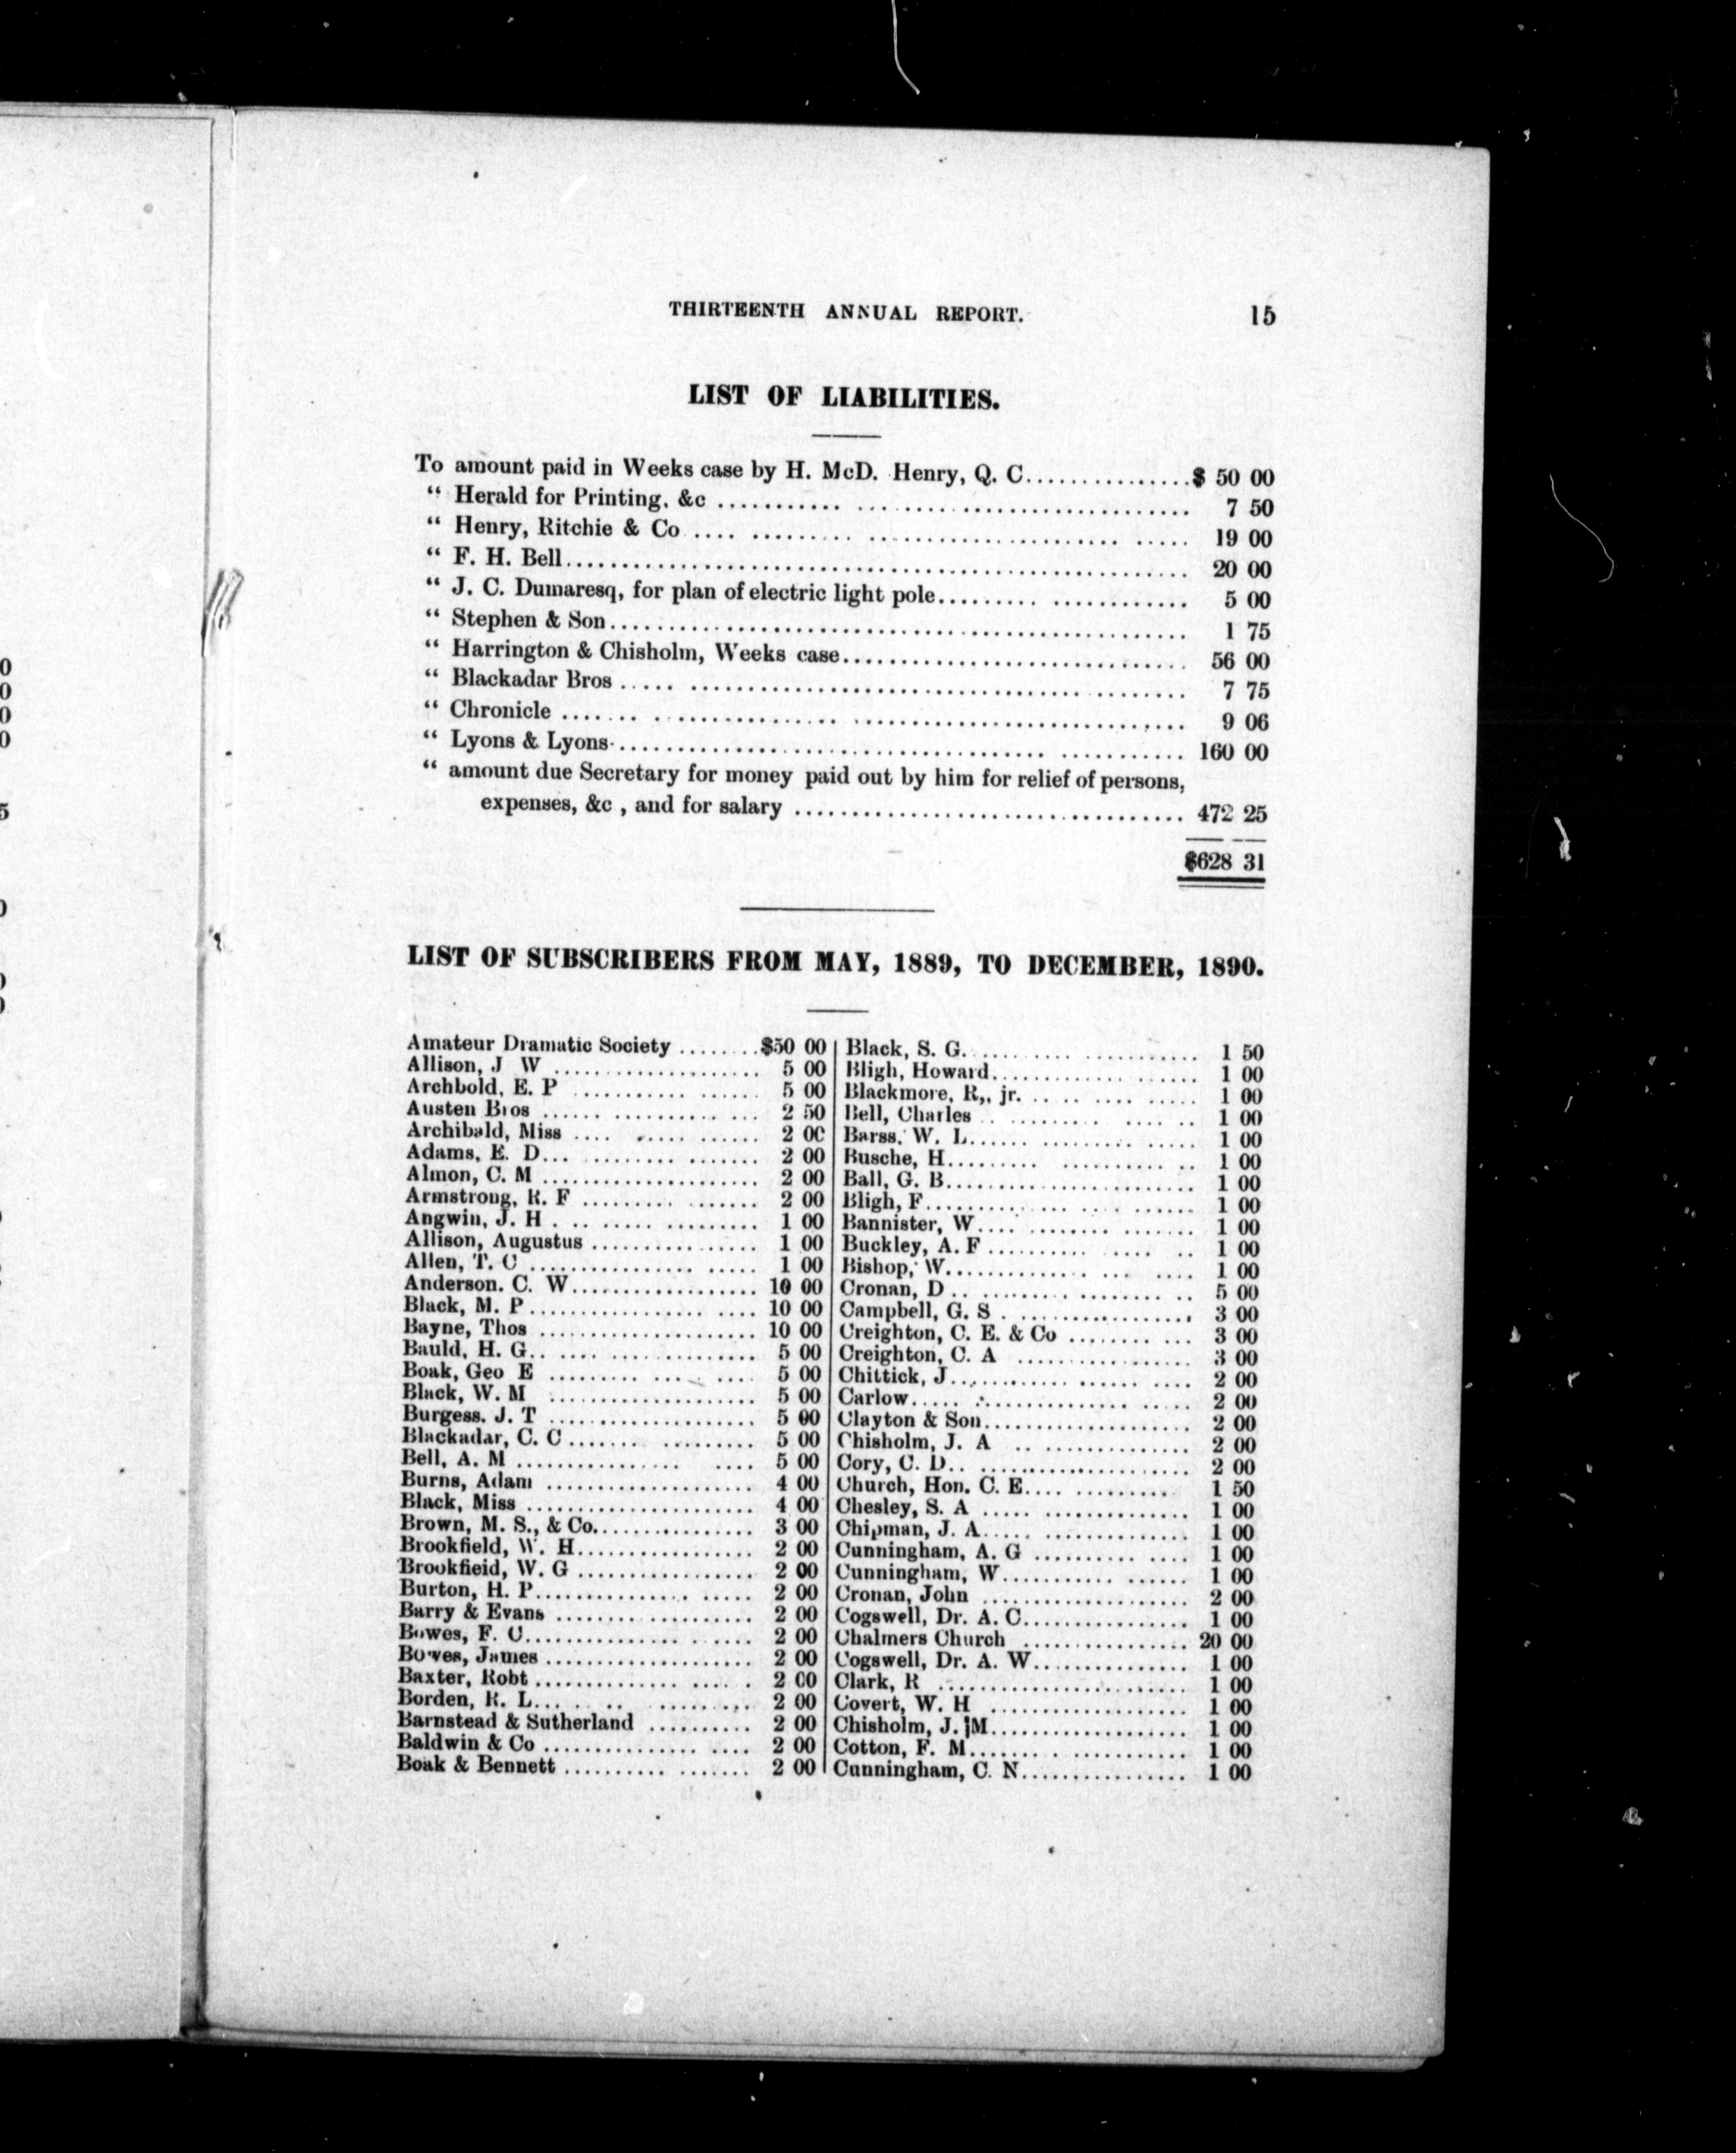 THIRTEENTH ANNUAL REPORT. 15
LIST OF LIABILITIES.
To amount paid in Weeks case by H. McD. Henry, Q. C...............$ 50 00
“ Herald for Printing, &c ........... 7 50
“ Henry, Ritchie & Co .... ......... 19 00
“ F. H. Bell........... 20 00
“ J. C. Dumaresq, for plan of electric light pole......... ............ 5 00
“ Stephen & Son........... 1 75
“ Harrington & Chisholm, Weeks case........... 56 00
“ Blackadar Bros ..... ........... 7 75
“ Chronicle ....... ........... 9 06
“ Lyons & Lyons........... 160 00
“ amount due Secretary for money paid out by him for relief of persons,
expenses, &c , and for salary ........... 472 25
$628 31
LIST OF SUBSCRIBERS FROM MAY, 1889, TO DECEMBER, 1890.
Amateur Dramatic Society ........$50 00
Allison, J W ........... 5 00
Archbold, E. P ........... 5 00
Austen Bros ........... 2 50
Archibald, Miss ........... 2 00
Adams, E. D........... 2 00
Almon, C. M ........... 2 00
Armstrong, R. F ........... 2 00
Angwin, J. H ........... 1 00
Allison, Augustus ........... 1 00
Allen, T. C ........... 1 00
Anderson. C. W........... 10 00
Black, M. P........... 10 00
Bayne, Thos ........... 10 00
Bauld, H. G........... 5 00
Boak, Geo E ........... 5 00
Black, W. M ........... 5 00
Burgess. J. T ........... 5 00
Blackadar, C. C........... 5 00
Bell, A. M ........... 5 00
Burns, Adam ........... 4 00
Black, Miss ........... 4 00
Brown, M. S., & Co........... 3 00
Brookfield, W. H........... 2 00
Brookfieid, W. G ........... 2 00
Burton, H. P........... 2 00
Barry & Evans ........... 2 00
Bowes, F. C........... 2 00
Bowes, James ........... 2 00
Baxter, Robt ........... 2 00
Borden, R. L........... 2 00
Barnstead & Sutherland .......... 2 00
Baldwin & Co ........... 2 00
Boak & Bennett ........... 2 00
Black, S. G........... 1 50
Bligh, Howard........... 1 00
Blackmore, R,, jr. ........... 1 00
Bell, Charles ........... 1 00
Barss. W. L........... 1 00
Busche, H........... 1 00
Ball, G. B........... 1 00
Bligh, F........... 1 00
Bannister, W........... 1 00
Buckley, A. F ........... 1 00
Bishop, W........... 1 00
Cronan, D ........... 5 00
Campbell, G. S ........... 3 00
Creighton, C. E. & Co ........ ... 3 00
Creighton, C. A ........... 3 00
Chittick, J........... 2 00
Carlow........... 2 00
Clayton & Son........... 2 00
Chisholm, J. A ........... 2 00
Cory, C. D........... 2 00
Church, Hon. C. E........... 1 50
Chesley, S. A ........... 1 00
Chipman, J. A........... 1 00
Cunningham, A. G .......... .... 1 00
Cunningham, W........... 1 00
Cronan, John ........... 2 00
Cogswell, Dr. A. C........... 1 00
Chalmers Church ........... 20 00
Cogswell, Dr. A. W........... 1 00
Clark, R ........... 1 00
Covert, W. H ........... 1 00
Chisholm, J. M........... 1 00
Cotton, F. M........... 1 00
Cunningham, C. N........... 1 00